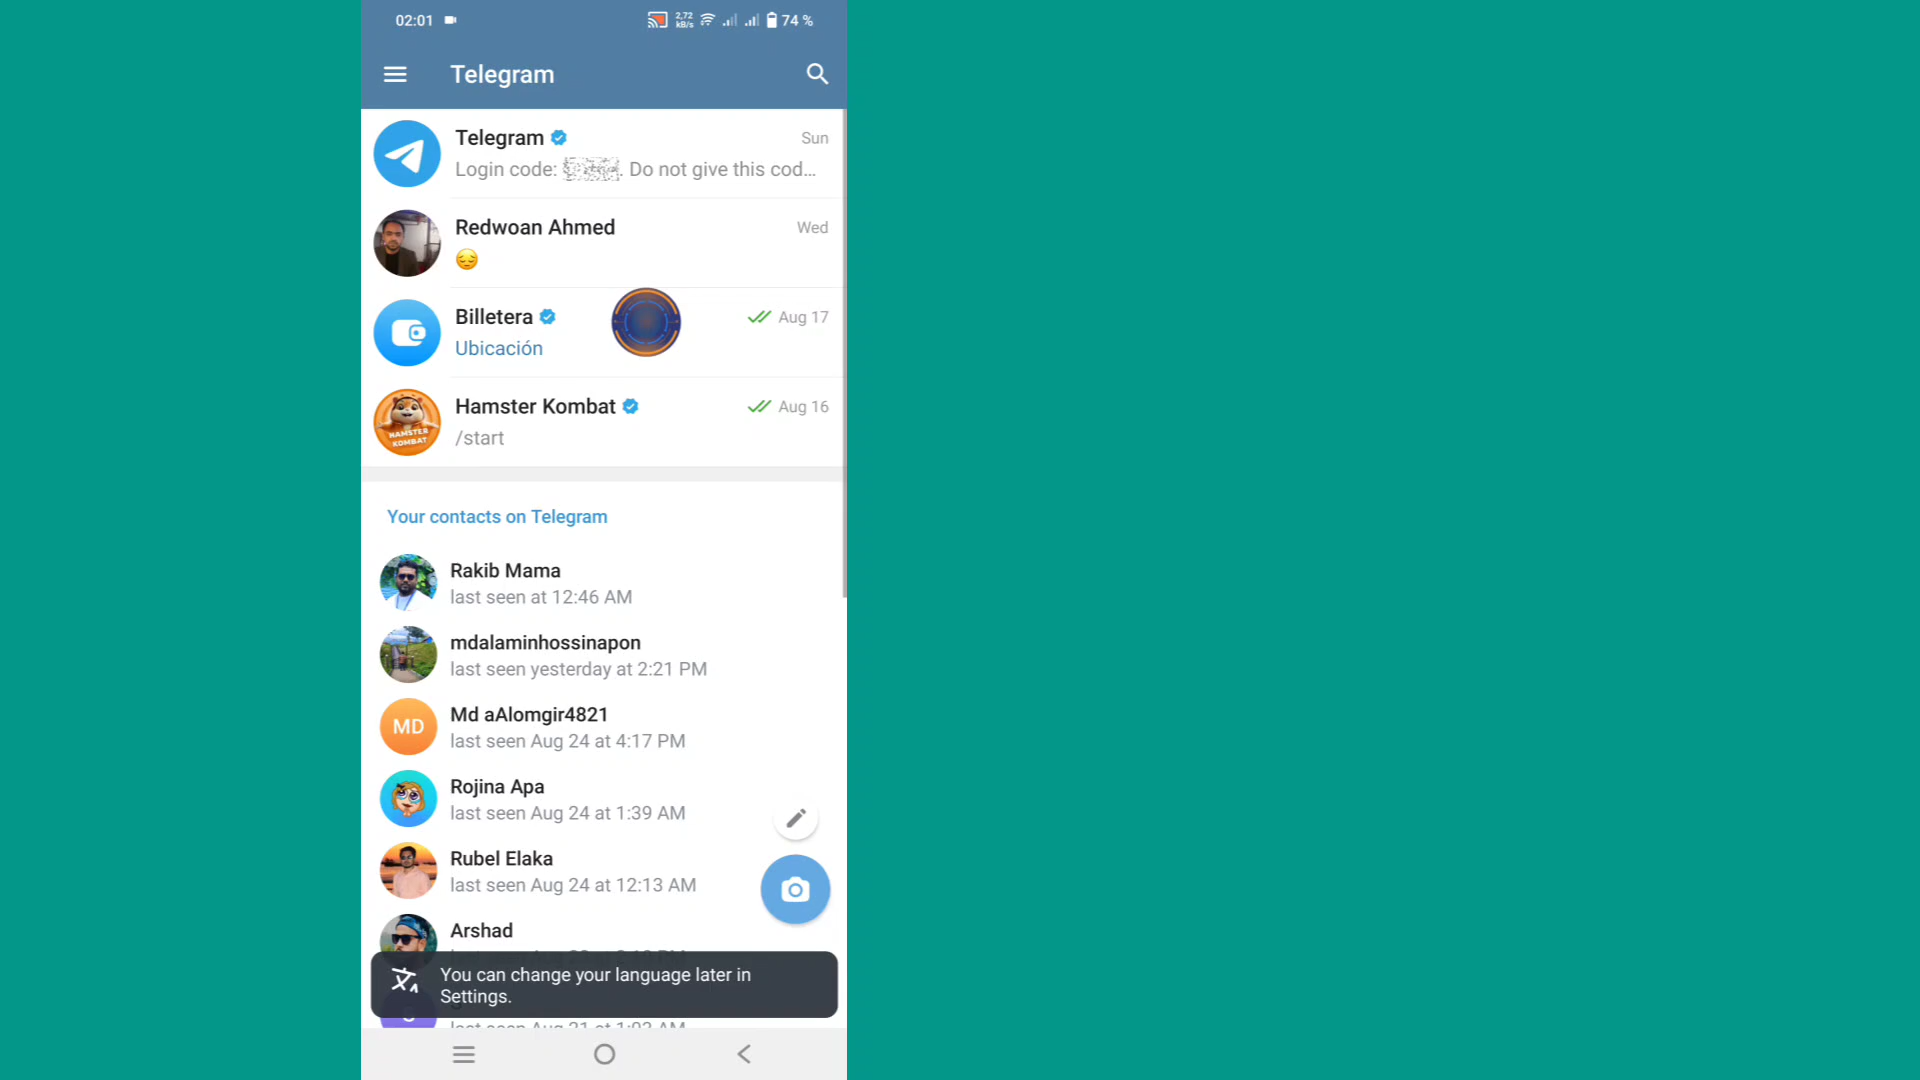 02:01
2,72
kB/s
74 %
Telegram
Telegram
Sun
Login code: . Do not give this cod...
Redwoan Ahmed
Wed
Billetera
Aug 17
Ubicación
HAMSTER
KOMBAT
Hamster Kombat
Aug 16
/start
Your contacts on Telegram
Rakib Mama
last seen at 12:46 AM
mdalaminhossinapon
last seen yesterday at 2:21 PM
MD
Md aAlomgir4821
last seen Aug 24 at 4:17 PM
Rojina Apa
last seen Aug 24 at 1:39 AM
Rubel Elaka
last seen Aug 24 at 12:13 AM
Arshad
You can change your language later in
Settings.
last seen Aug 21 at 1:02 AM